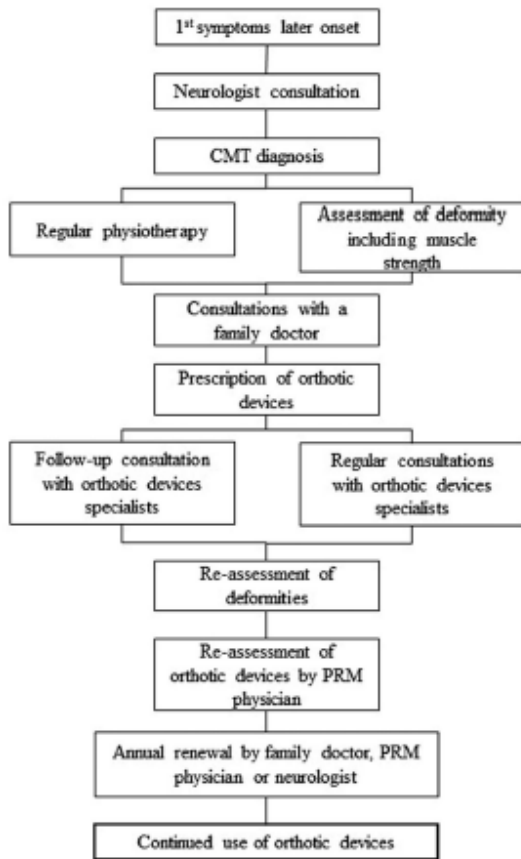 1st symptoms later onset
Neurologist consultation
CMT diagnosis
Regular physiotherapy
Assessment of deformity
including muscle
strength
Consultations with a
family doctor
Prescription of orthotic
devices
Follow-up consultation
with orthotic devices
specialists
Regular consultations
with orthotic devices
specialists
Re-assessment of
deformities
Re-assessment of
orthotic devices by PRM
physician
Annual renewal by family doctor, PRM
physician or neurologist
Continued use of orthotic devices